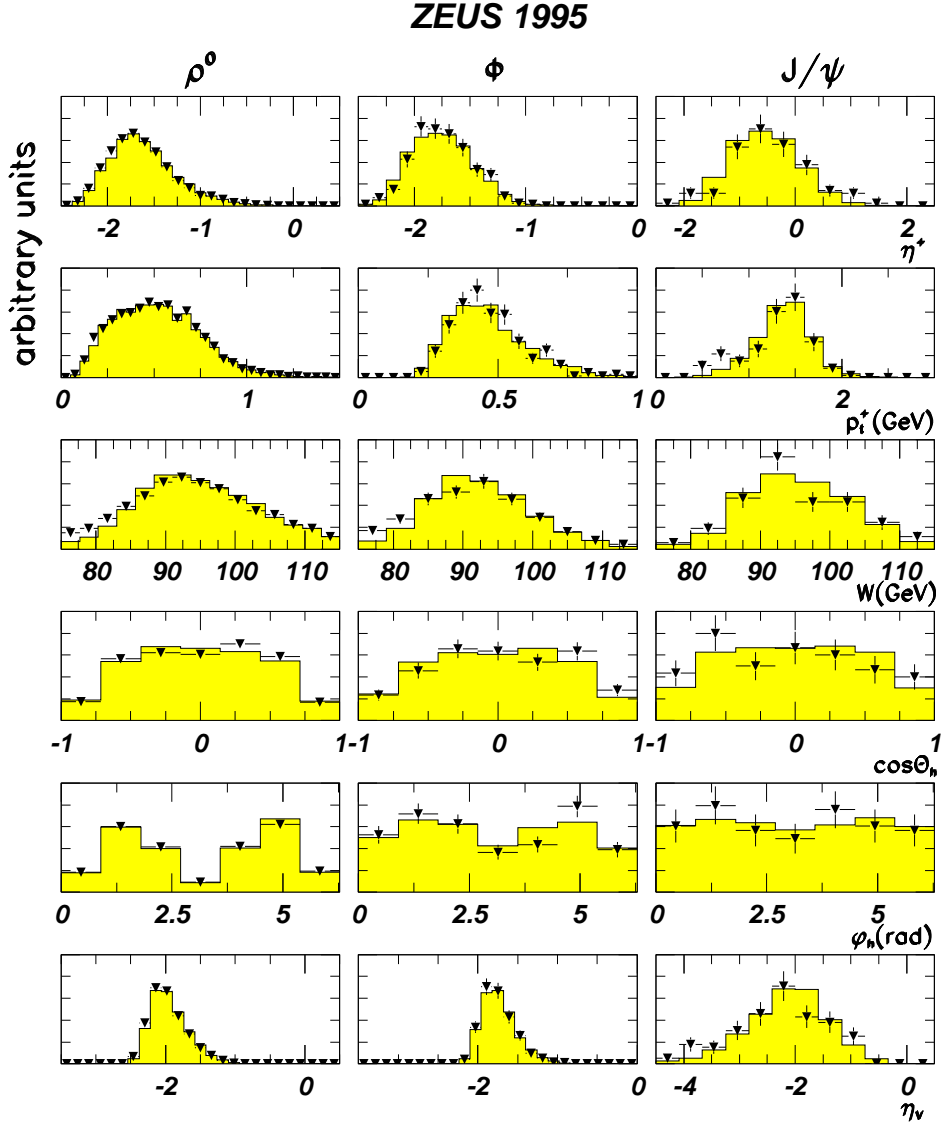 ZEUS 1995
ρ⁰ Φ J/ψ
arbitrary units
-2 -1 0 -2 -1 0 -2 0 2
η⁺
0 1 0 0.5 1 0 2
pₜ⁺(GeV)
80 90 100 110 80 90 100 110 80 90 100 110
W(GeV)
-1 0 1 -1 0 1 -1 0 1
cosΘₕ
0 2.5 5 0 2.5 5 0 2.5 5
φₕ(rad)
-2 0 -2 0 -4 -2 0
ηᵥ